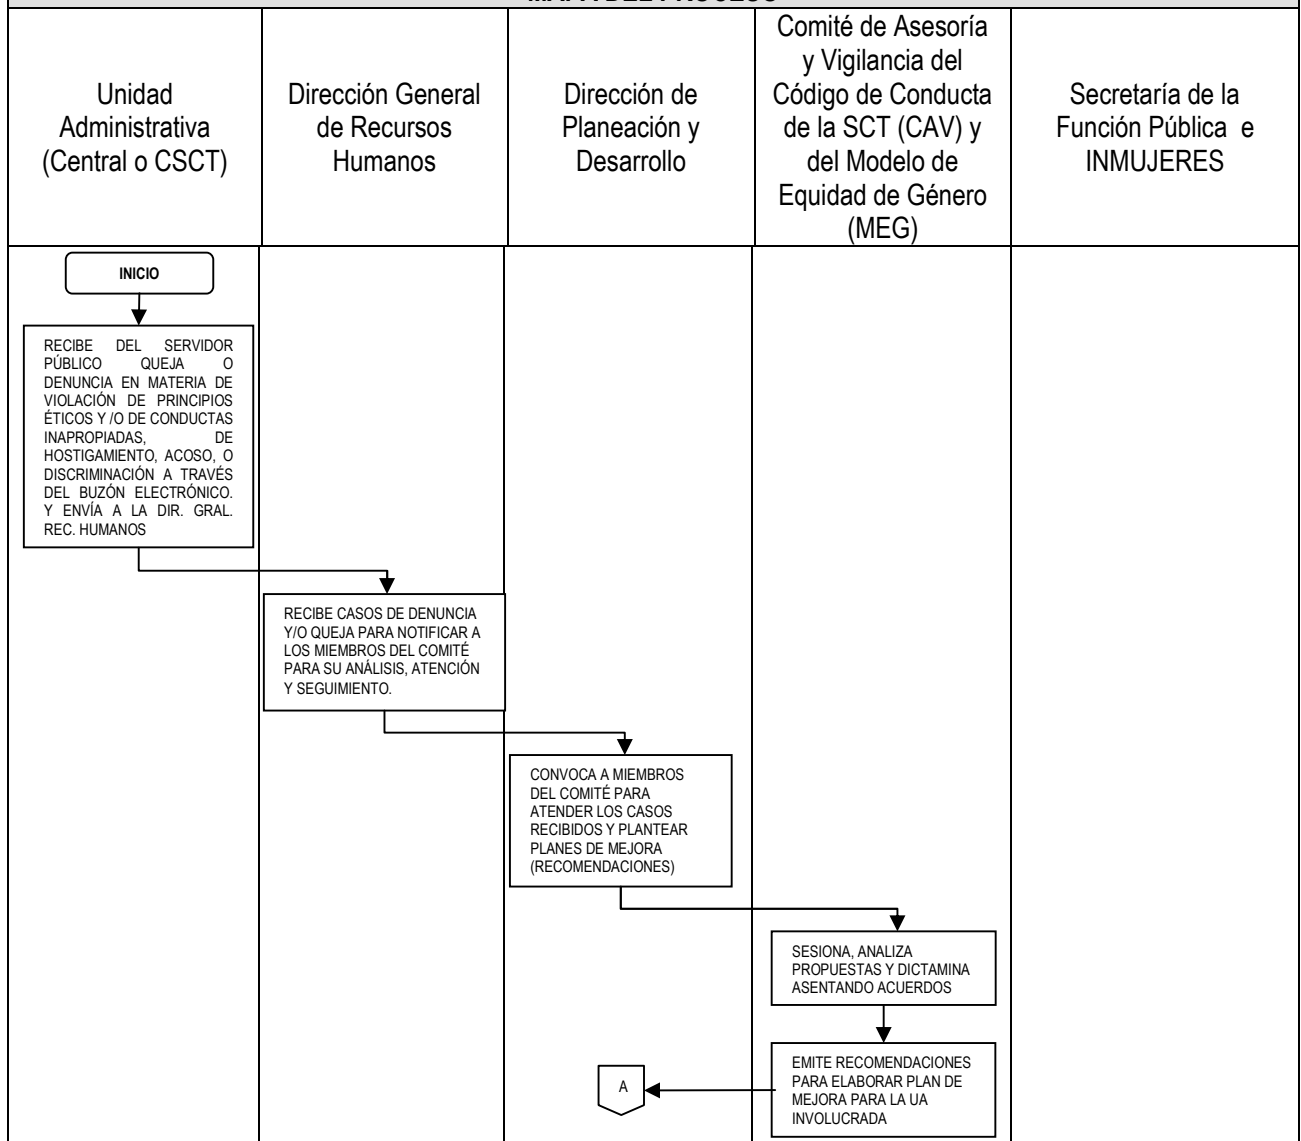 MAPA DEL PROCESO
Unidad
Administrativa
(Central o CSCT)
Dirección General
de Recursos
Humanos
Dirección de
Planeación y
Desarrollo
Comité de Asesoría
y Vigilancia del
Código de Conducta
de la SCT (CAV) y
del Modelo de
Equidad de Género
(MEG)
Secretaría de la
Función Pública e
INMUJERES
INICIO
RECIBE DEL SERVIDOR
PÚBLICO QUEJA O
DENUNCIA EN MATERIA DE
VIOLACIÓN DE PRINCIPIOS
ÉTICOS Y /O DE CONDUCTAS
INAPROPIADAS, DE
HOSTIGAMIENTO, ACOSO, O
DISCRIMINACIÓN A TRAVÉS
DEL BUZÓN ELECTRÓNICO.
Y ENVÍA A LA DIR. GRAL.
REC. HUMANOS
RECIBE CASOS DE DENUNCIA
Y/O QUEJA PARA NOTIFICAR A
LOS MIEMBROS DEL COMITÉ
PARA SU ANÁLISIS, ATENCIÓN
Y SEGUIMIENTO.
CONVOCA A MIEMBROS
DEL COMITÉ PARA
ATENDER LOS CASOS
RECIBIDOS Y PLANTEAR
PLANES DE MEJORA
(RECOMENDACIONES)
SESIONA, ANALIZA
PROPUESTAS Y DICTAMINA
ASENTANDO ACUERDOS
EMITE RECOMENDACIONES
PARA ELABORAR PLAN DE
MEJORA PARA LA UA
INVOLUCRADA
A